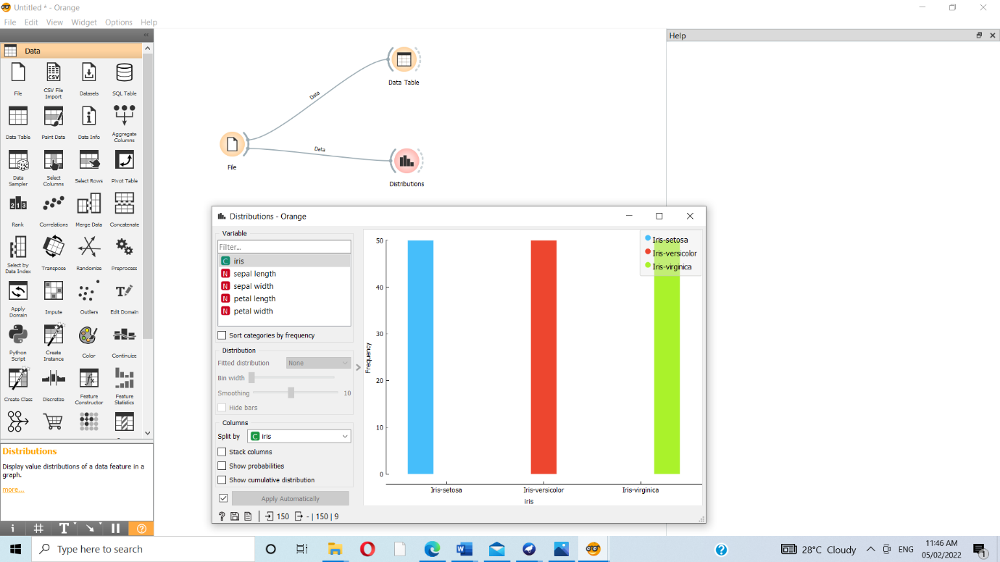 Untitled * - Orange
File Edit View Widget Options Help
Data
File
CSV File
Import
Datasets
SQL Table
Data Table
Paint Data
Data Info
Aggregate
Columns
Data
Sampler
Select
Columns
Select Rows
Pivot Table
Rank
Correlations
Merge Data
Concatenate
Select by
Data Index
Transpose
Randomize
Preprocess
Apply
Domain
Impute
Outliers
Edit Domain
Python
Script
Create
Instance
Color
Continuize
Create Class
Discretize
Feature
Constructor
Feature
Statistics
Distributions
Display value distributions of a data feature in a
graph.
more...
Data
Data Table
Data
File
Distributions
Help
Distributions - Orange
Variable
Filter...
C iris
N sepal length
N sepal width
N petal length
N petal width
Sort categories by frequency
Distribution
Fitted distribution None
Bin width
Smoothing 10
Hide bars
Columns
Split by C iris
Stack columns
Show probabilities
Show cumulative distribution
Apply Automatically
150 - | 150 | 9
Iris-setosa
Iris-versicolor
Iris-virginica
50
40
30
20
10
0
Frequency
Iris-setosa Iris-versicolor Iris-virginica
iris
Type here to search
28°C Cloudy
ENG
11:46 AM
05/02/2022
1